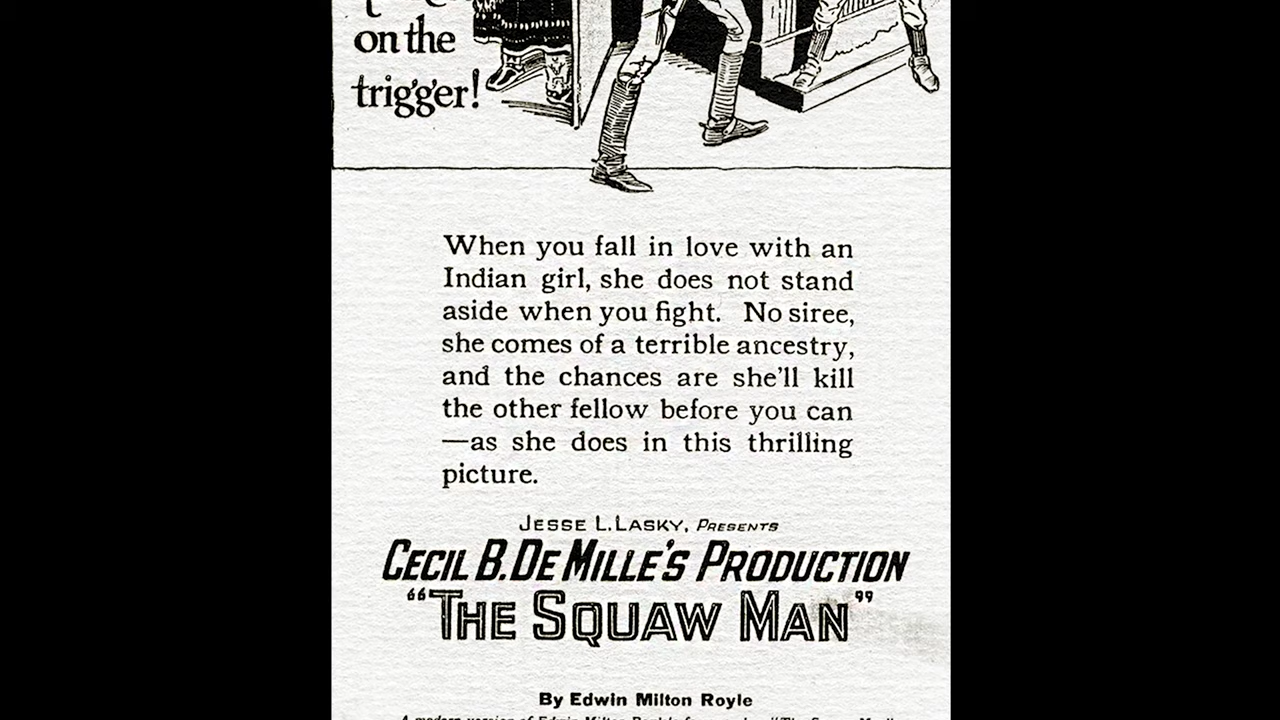 on the
trigger!
When you fall in love with an
Indian girl, she does not stand
aside when you fight. No siree,
she comes of a terrible ancestry,
and the chances are she'll kill
the other fellow before you can
—as she does in this thrilling
picture.
JESSE L. LASKY, PRESENTS
CECIL B. DEMILLE'S PRODUCTION
"THE SQUAW MAN"
By Edwin Milton Royle